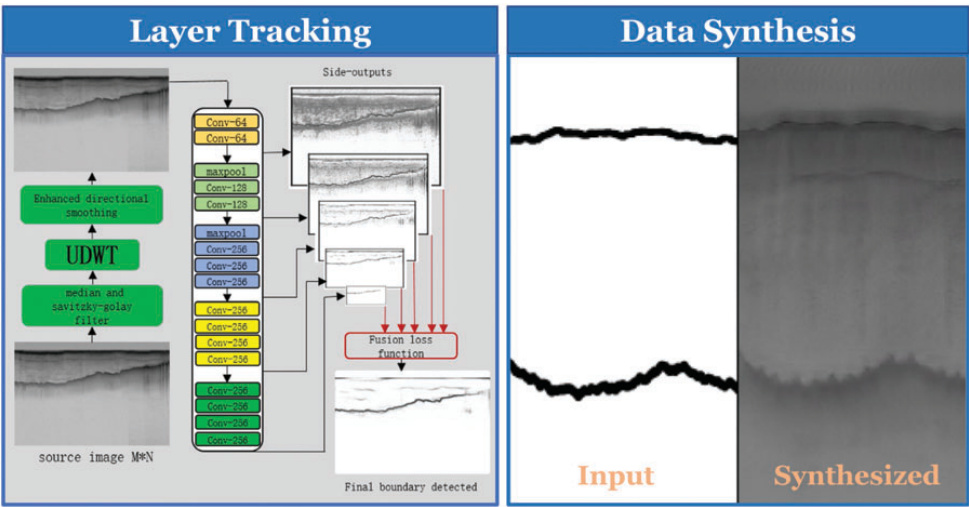 Layer Tracking
Side-outputs
Conv-64
Conv-64
maxpool
Conv-128
Conv-128
maxpool
Conv-256
Conv-256
Conv-256
Conv-256
Conv-256
Conv-256
Conv-256
Conv-256
Conv-256
Conv-256
Conv-256
Enhanced directional
smoothing
UDWT
median and
savitzky-golay
filter
source image M*N
Fusion loss
function
Final boundary detected
Data Synthesis
Input
Synthesized